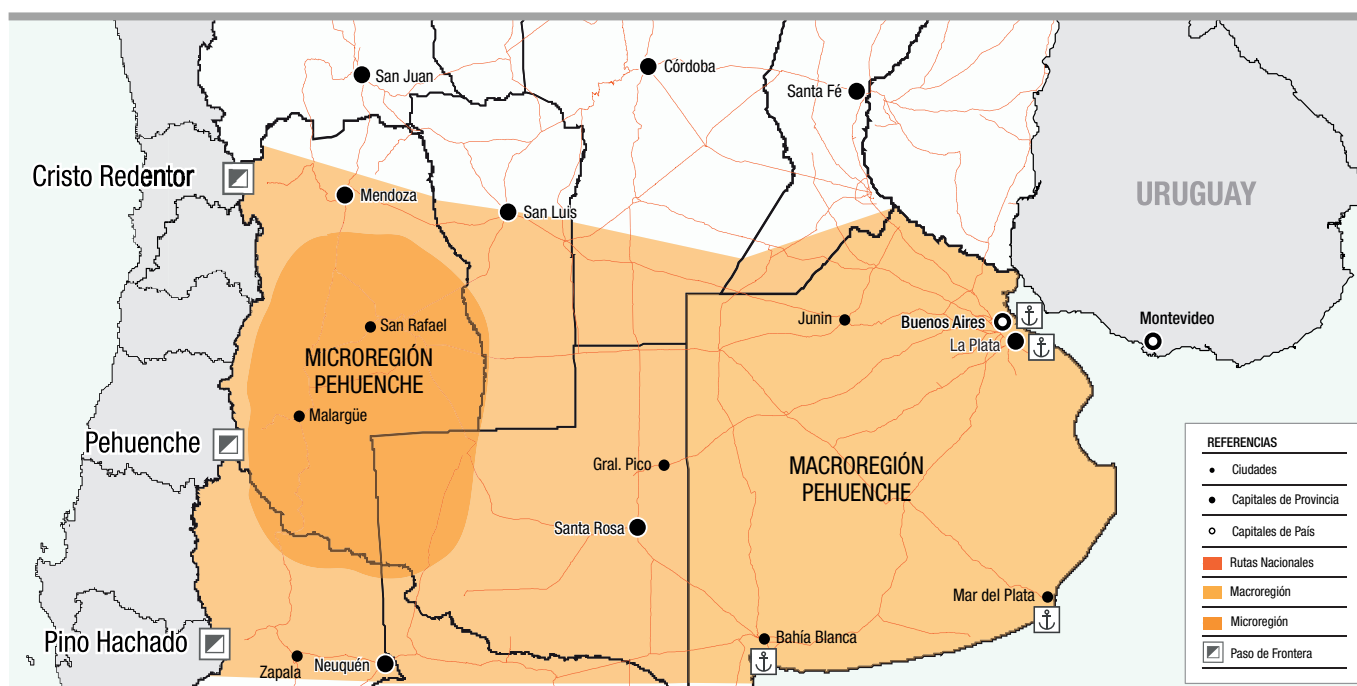 San Juan
Córdoba
Santa Fé
Cristo Redentor
Mendoza
San Luis
URUGUAY
San Rafael
Junin
Buenos Aires
La Plata
Montevideo
MICROREGIÓN
PEHUENCHE
Malargüe
Pehuenche
Gral. Pico
MACROREGIÓN
PEHUENCHE
Santa Rosa
Mar del Plata
Bahía Blanca
Pino Hachado
Zapala
Neuquén
REFERENCIAS
Ciudades
Capitales de Provincia
Capitales de País
Rutas Nacionales
Macroregión
Microregión
Paso de Frontera